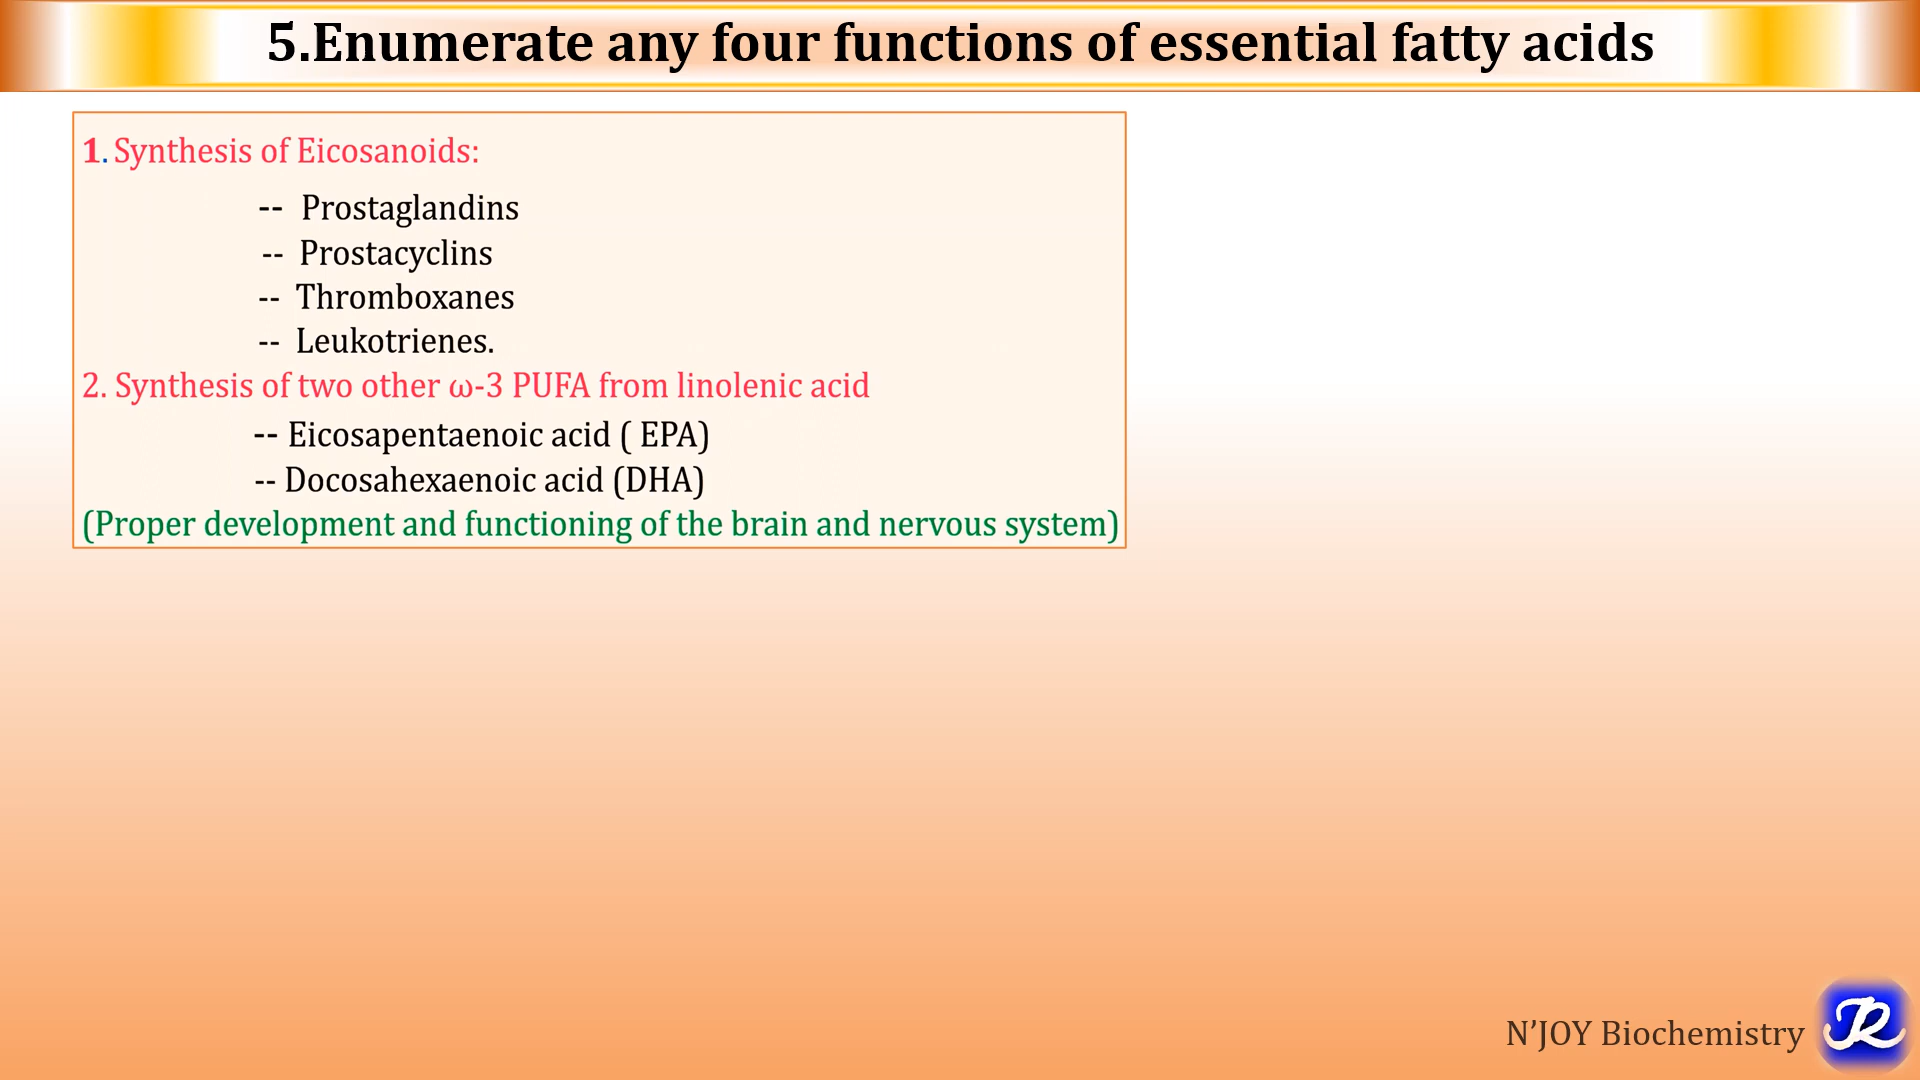 5.Enumerate any four functions of essential fatty acids
1. Synthesis of Eicosanoids:
-- Prostaglandins
-- Prostacyclins
-- Thromboxanes
-- Leukotrienes.
2. Synthesis of two other ω-3 PUFA from linolenic acid
-- Eicosapentaenoic acid ( EPA)
-- Docosahexaenoic acid (DHA)
(Proper development and functioning of the brain and nervous system)
N’JOY Biochemistry
JR